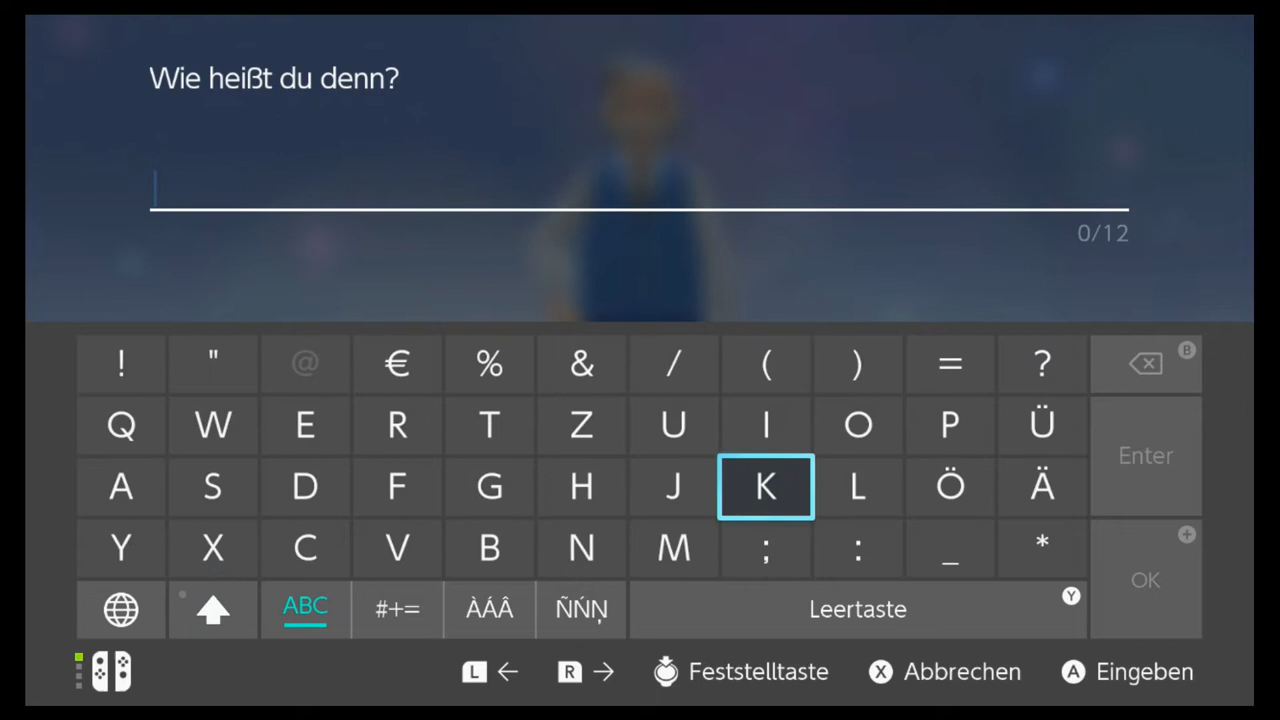 Wie heißt du denn?
0/12
! " @ € % & / ( ) = ? B
Q W E R T Z U I O P Ü
A S D F G H J K L Ö Ä Enter
Y X C V B N M ; : _ * +
ABC #+= ÀÁÂ ÑŃŅ Leertaste Y OK
L ← R → Feststelltaste X Abbrechen A Eingeben